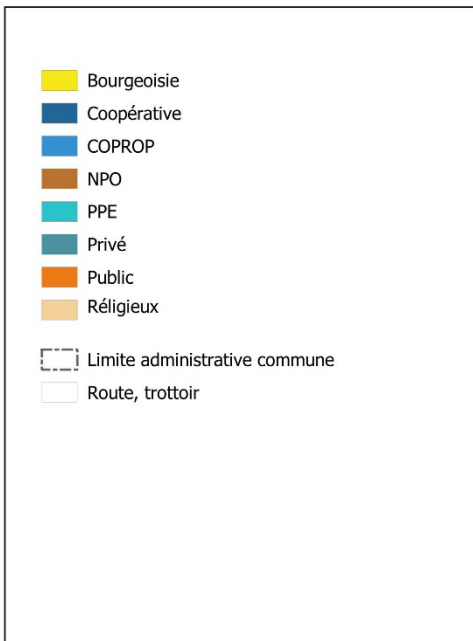 Bourgeoisie
Coopérative
COPROP
NPO
PPE
Privé
Public
Réligieux
Limite administrative commune
Route, trottoir